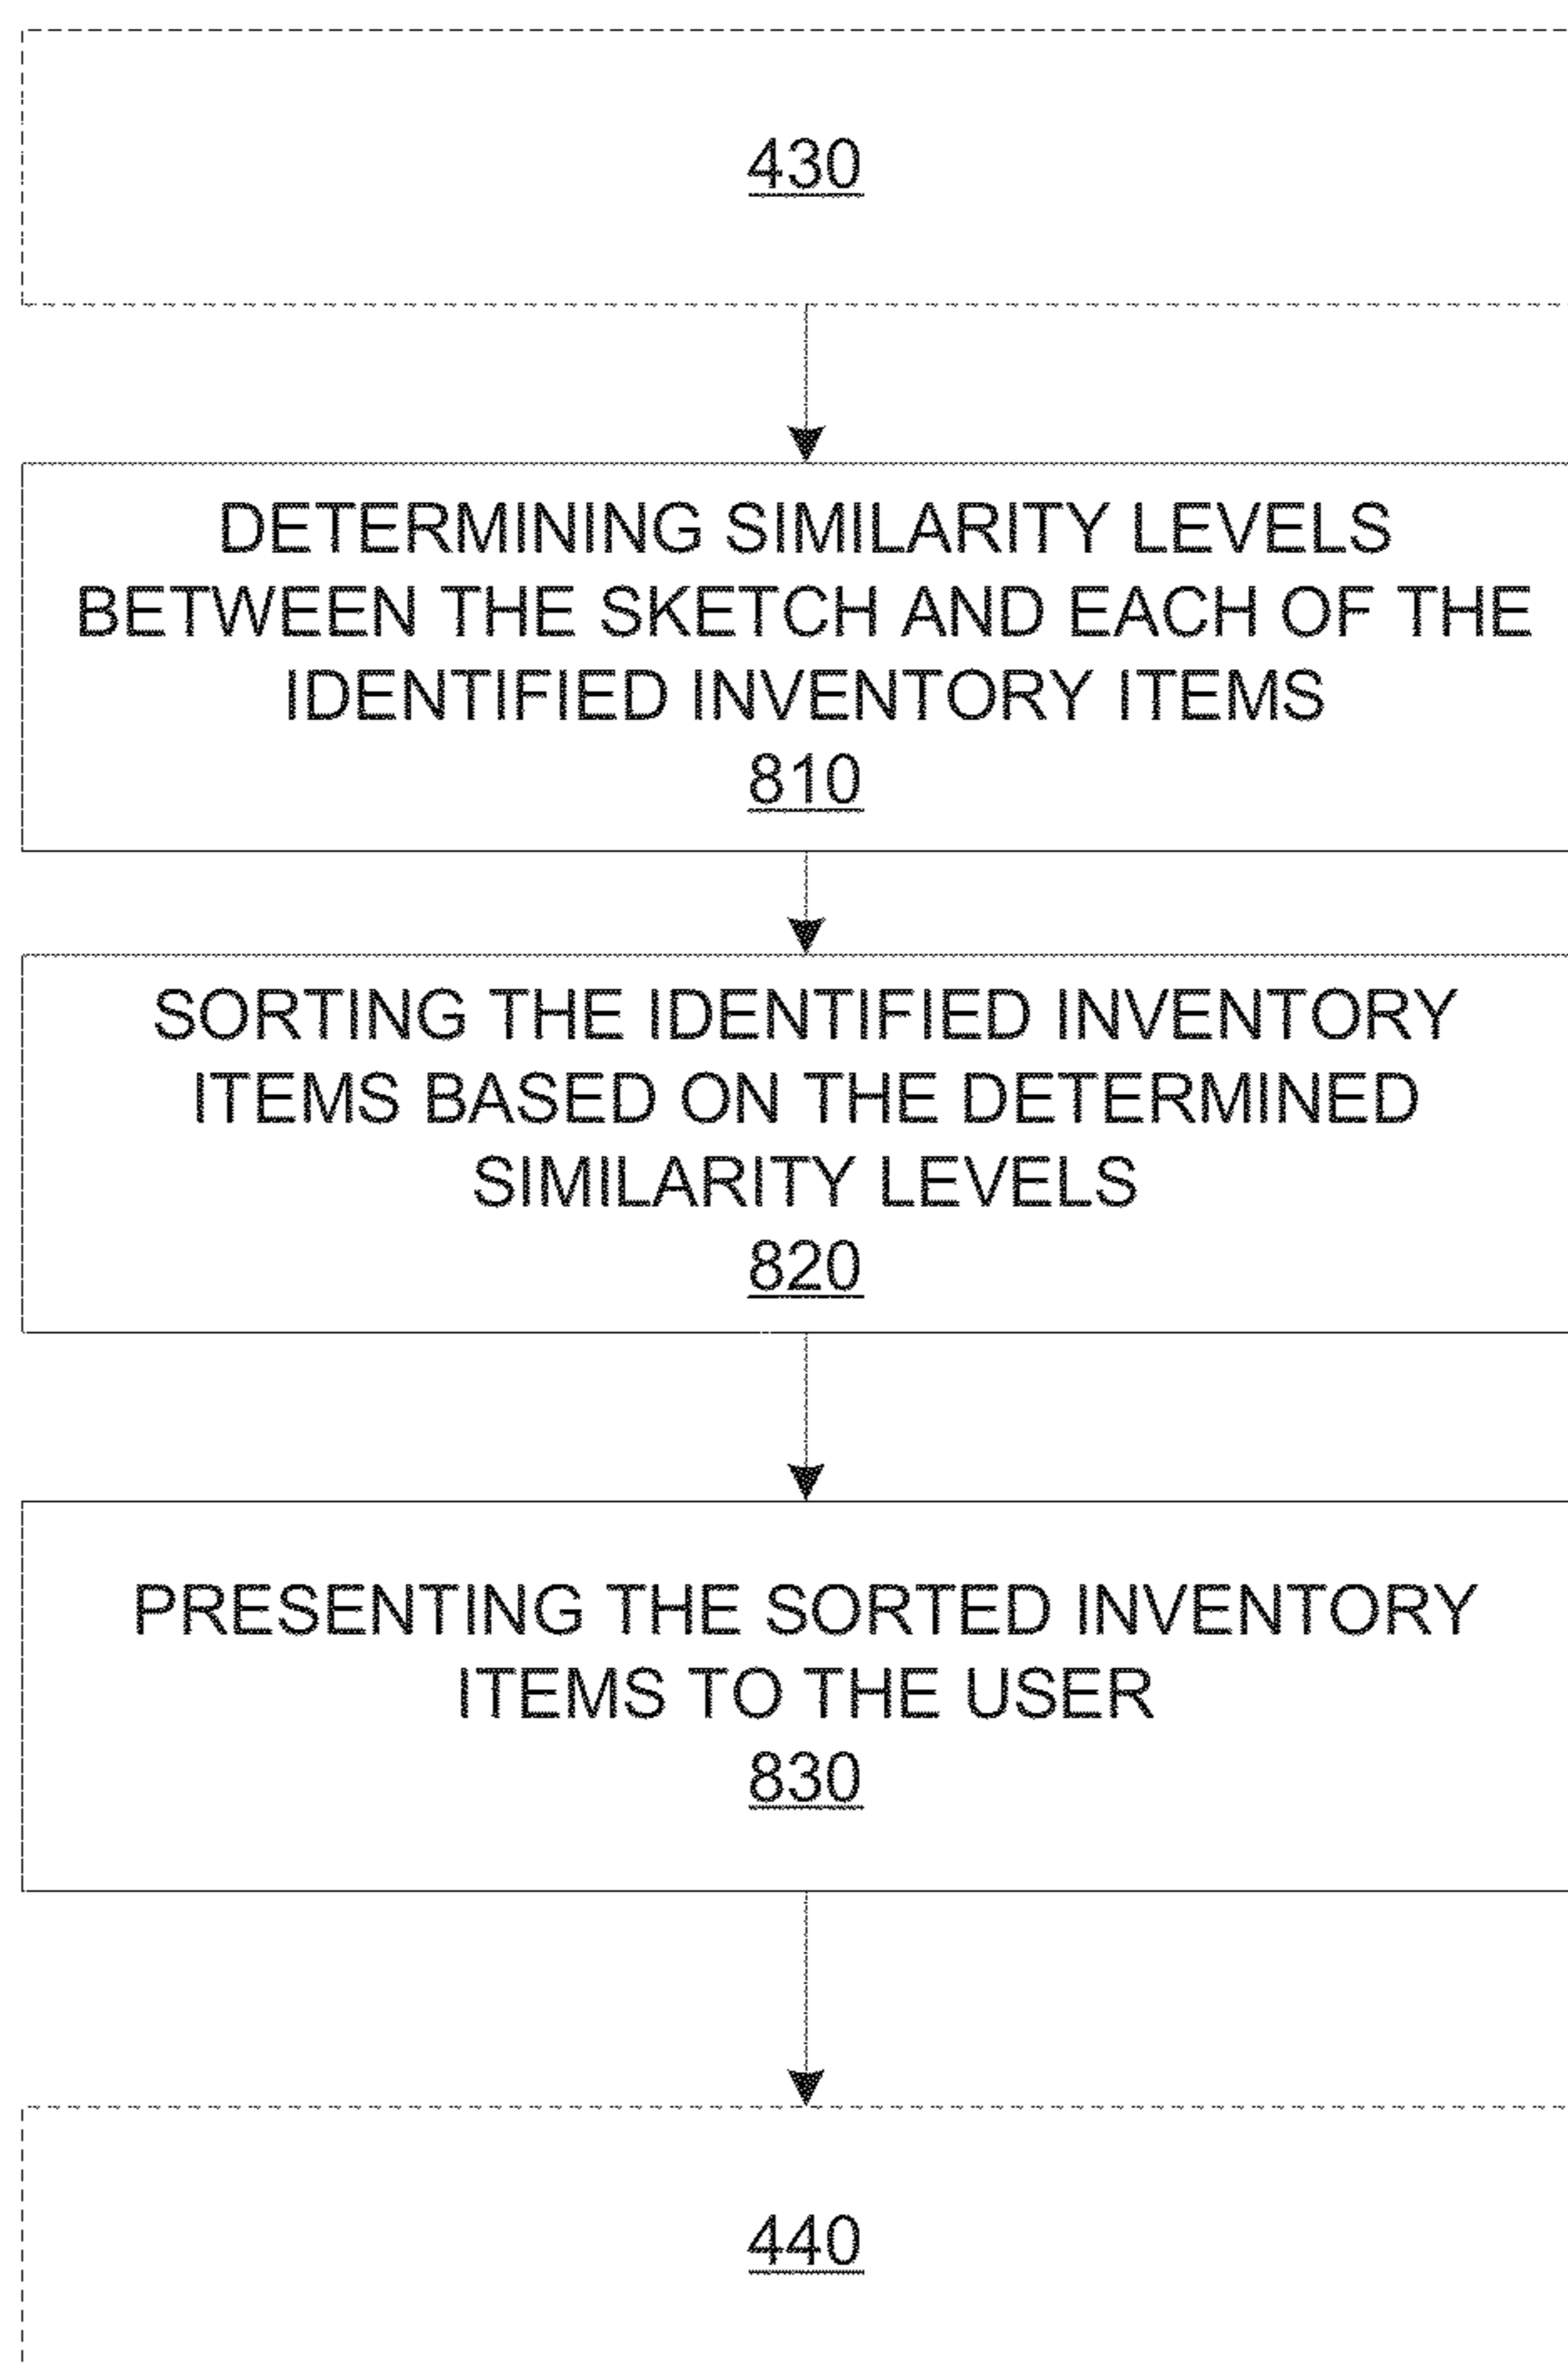 430
DETERMINING SIMILARITY LEVELS
BETWEEN THE SKETCH AND EACH OF THE
IDENTIFIED INVENTORY ITEMS
810
SORTING THE IDENTIFIED INVENTORY
ITEMS BASED ON THE DETERMINED
SIMILARITY LEVELS
820
PRESENTING THE SORTED INVENTORY
ITEMS TO THE USER
830
440